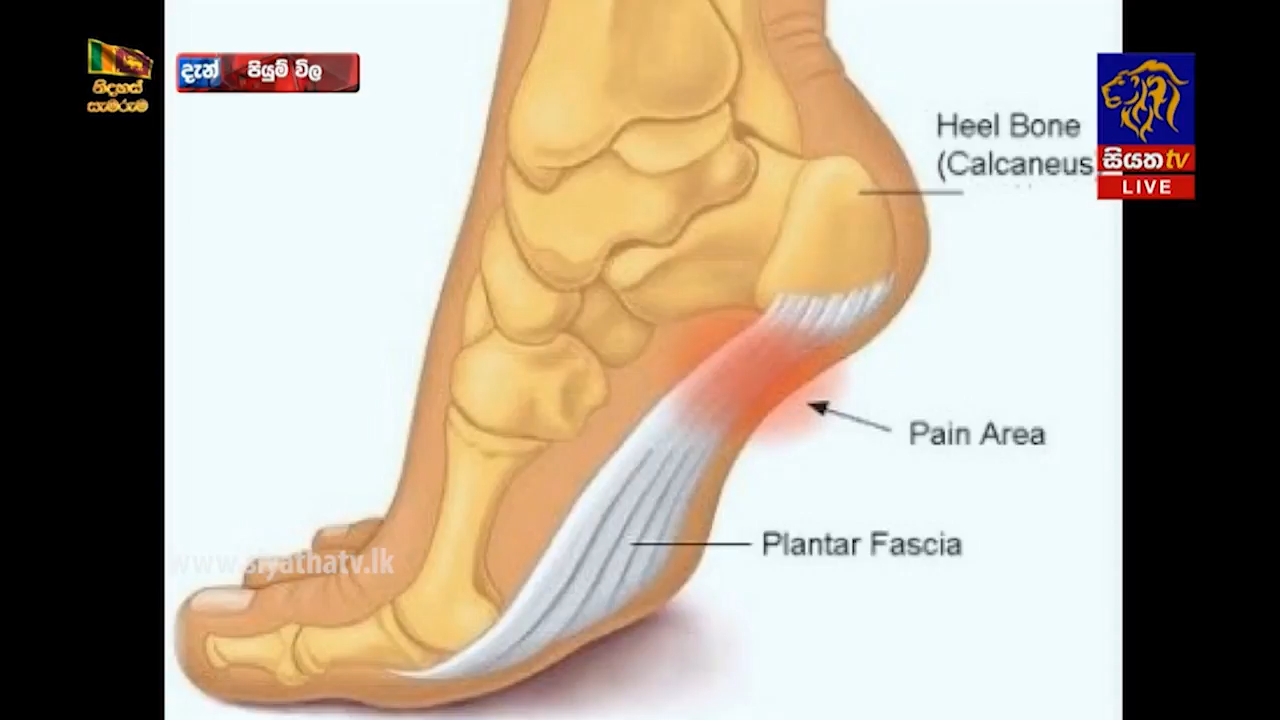 නිදහස්
සැමරුම
දැන් පියුම් විල
Heel Bone
(Calcaneus
සියත tv
LIVE
Pain Area
Plantar Fascia
www.siyathatv.lk